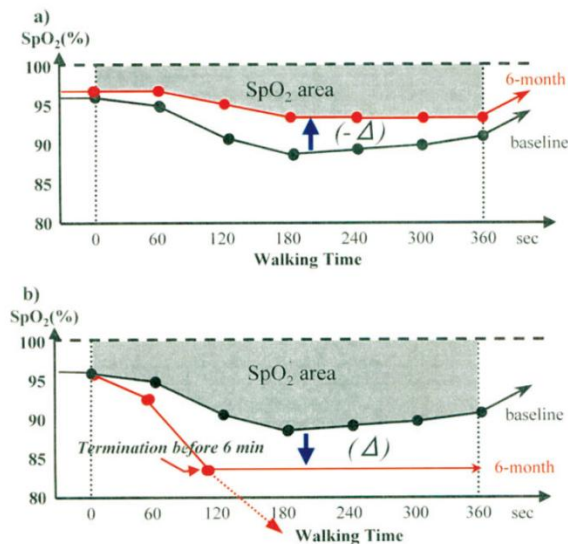 a)
SpO₂(%)
100
95
90
85
80
SpO₂ area
6-month
(-Δ)
baseline
0 60 120 180 240 300 360 sec
Walking Time
b)
SpO₂(%)
100
95
90
85
80
SpO₂ area
baseline
Termination before 6 min
(Δ)
6-month
0 60 120 180 240 300 360 sec
Walking Time